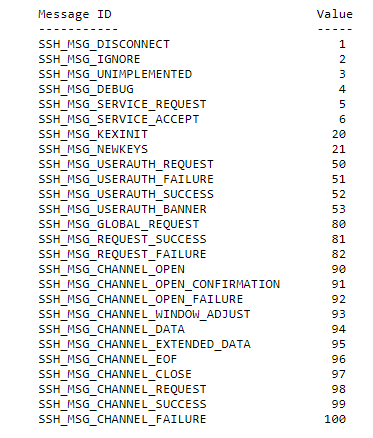 Message ID Value
----------- -----
SSH_MSG_DISCONNECT 1
SSH_MSG_IGNORE 2
SSH_MSG_UNIMPLEMENTED 3
SSH_MSG_DEBUG 4
SSH_MSG_SERVICE_REQUEST 5
SSH_MSG_SERVICE_ACCEPT 6
SSH_MSG_KEXINIT 20
SSH_MSG_NEWKEYS 21
SSH_MSG_USERAUTH_REQUEST 50
SSH_MSG_USERAUTH_FAILURE 51
SSH_MSG_USERAUTH_SUCCESS 52
SSH_MSG_USERAUTH_BANNER 53
SSH_MSG_GLOBAL_REQUEST 80
SSH_MSG_REQUEST_SUCCESS 81
SSH_MSG_REQUEST_FAILURE 82
SSH_MSG_CHANNEL_OPEN 90
SSH_MSG_CHANNEL_OPEN_CONFIRMATION 91
SSH_MSG_CHANNEL_OPEN_FAILURE 92
SSH_MSG_CHANNEL_WINDOW_ADJUST 93
SSH_MSG_CHANNEL_DATA 94
SSH_MSG_CHANNEL_EXTENDED_DATA 95
SSH_MSG_CHANNEL_EOF 96
SSH_MSG_CHANNEL_CLOSE 97
SSH_MSG_CHANNEL_REQUEST 98
SSH_MSG_CHANNEL_SUCCESS 99
SSH_MSG_CHANNEL_FAILURE 100